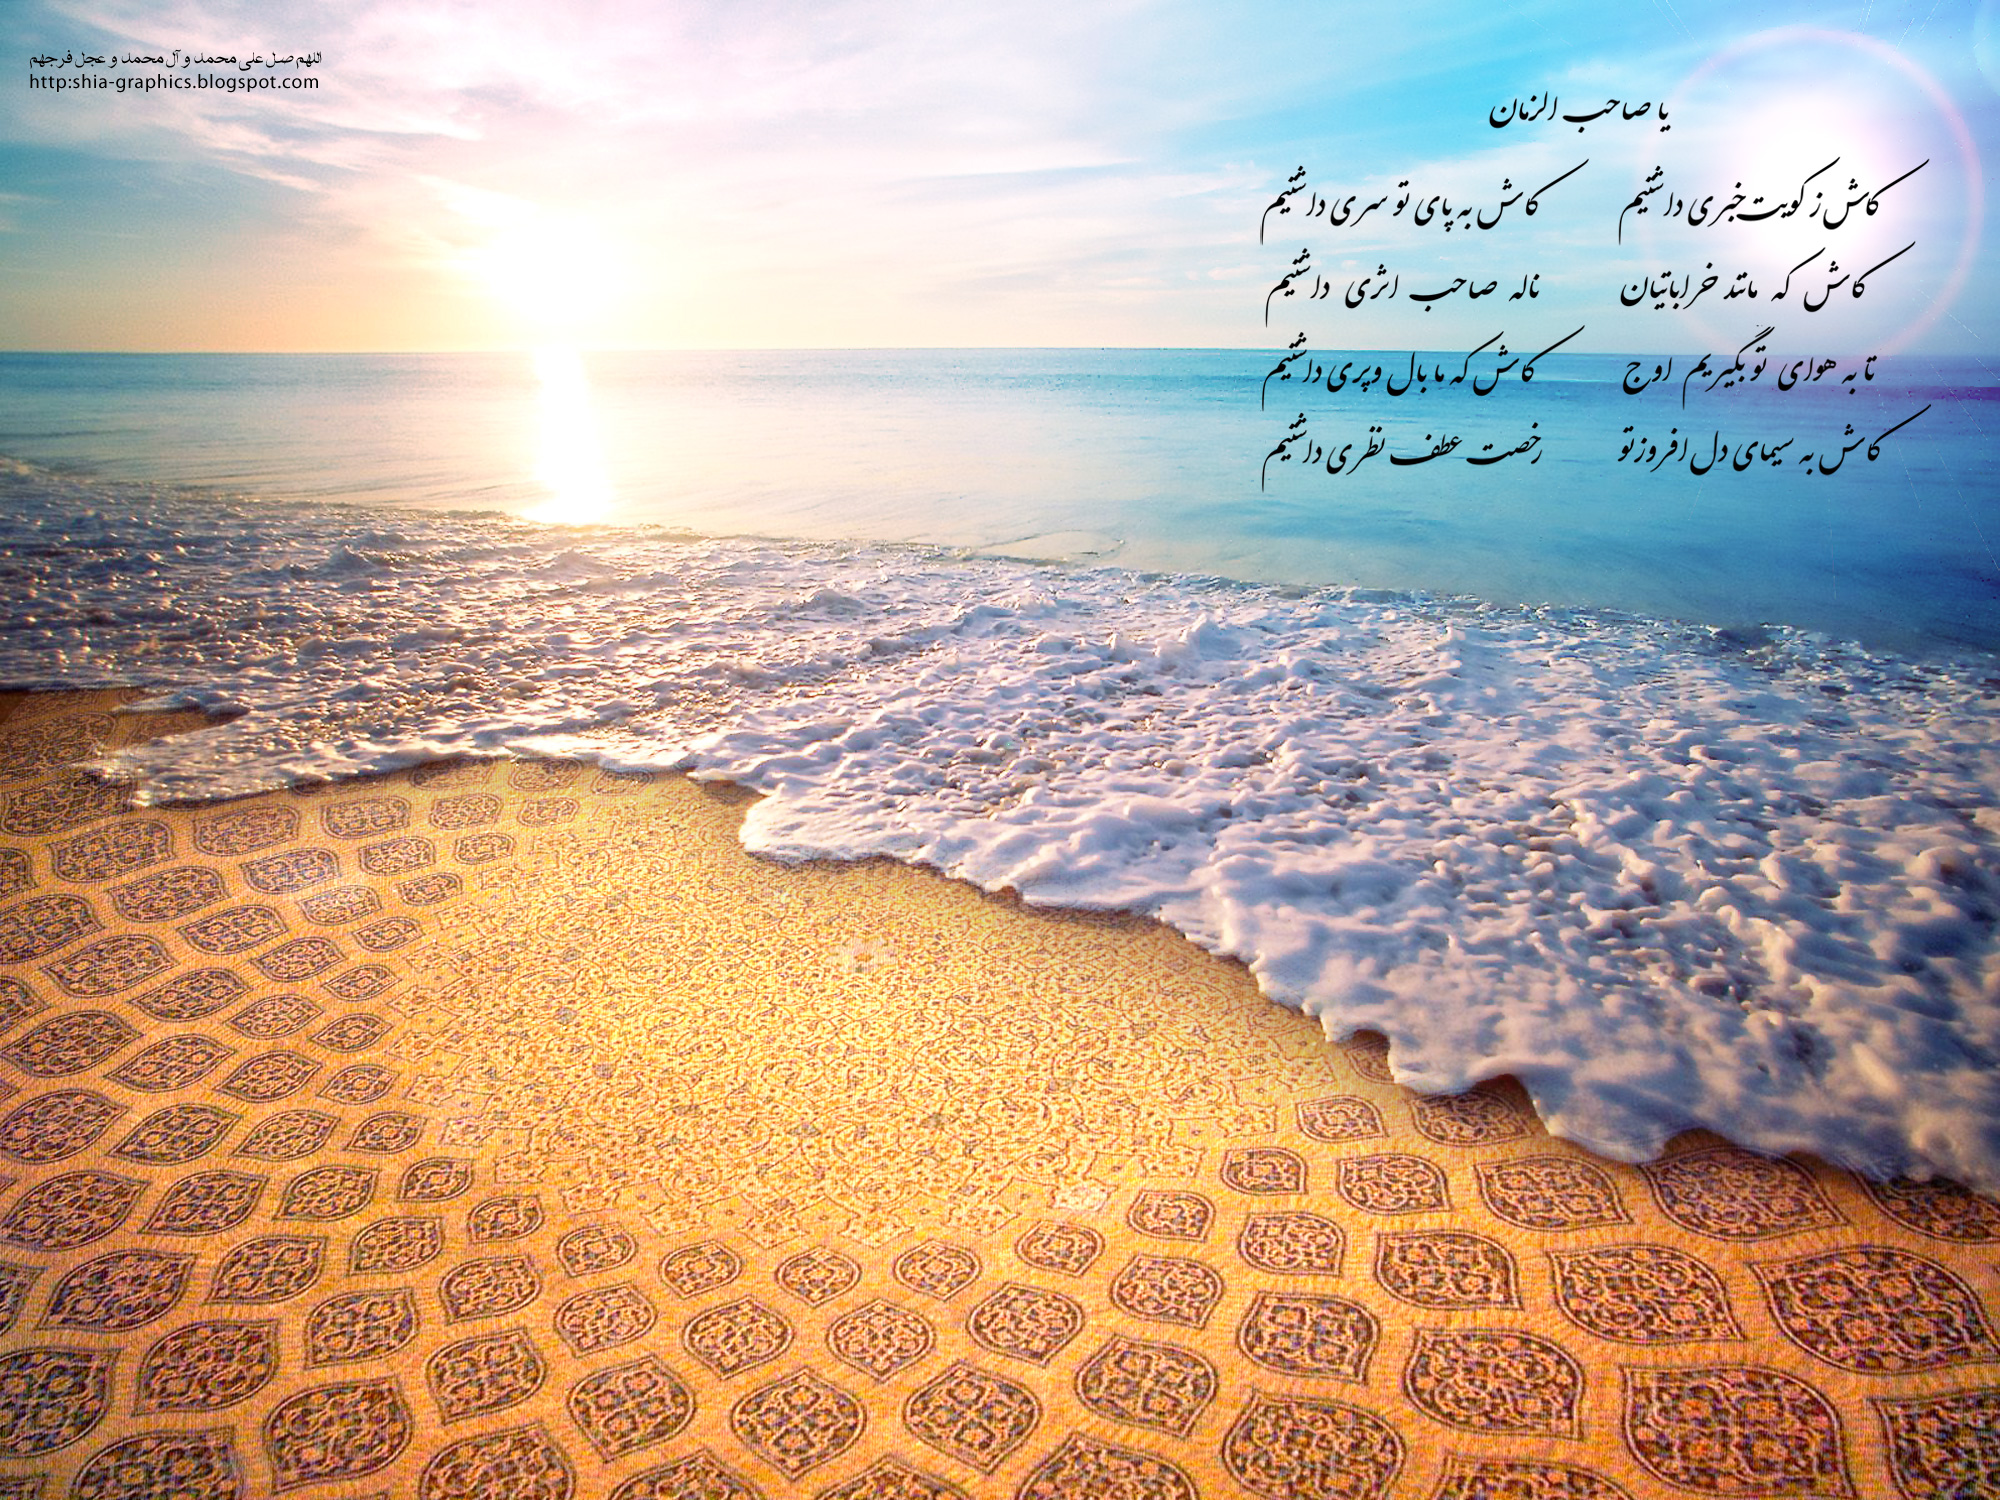 اللهم صل علی محمد و آل محمد و عجل فرجهم
http:shia-graphics.blogspot.com
یا صاحب الزمان
کاش ز کویت خبری داشتیم کاش به پای تو سری داشتیم
کاش که مانند خراباتیان ناله صاحب اثری داشتیم
تا به هوای تو بگیریم اوج کاش که ما بال وپری داشتیم
کاش به سیمای دل افروز تو رخصت عطف نظری داشتیم